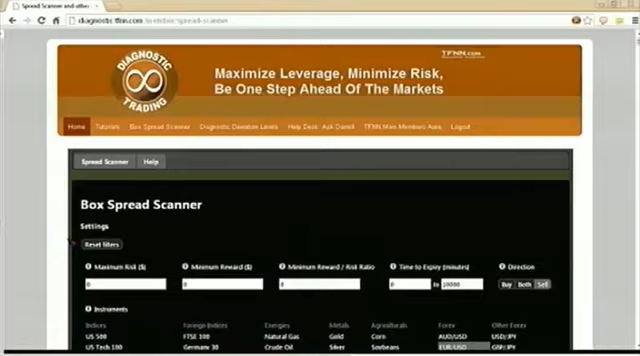 Spread Scanner and other
diagnostic.tfnn.com
DIAGNOSTIC
TRADING
TFNN.com
Maximize Leverage, Minimize Risk,
Be One Step Ahead Of The Markets
Home Tutorials Box Spread Scanner Diagnostic Deviation Levels Help Desk: Ask Darrell TFNN Main Members Area Logout
Spread Scanner Help
Box Spread Scanner
Settings
Reset filters
Maximum Risk ($) Minimum Reward ($) Minimum Reward / Risk Ratio Time to Expiry (minutes) Direction
0 0 0 0 to 10000 Buy Both Sell
Instruments
Indices Foreign Indices Energies Metals Agriculturals Forex Other Forex
US 500 FTSE 100 Natural Gas Gold Corn AUD/USD USD/JPY
US Tech 100 Germany 30 Crude Oil Silver Soybeans EUR/USD GBP/JPY